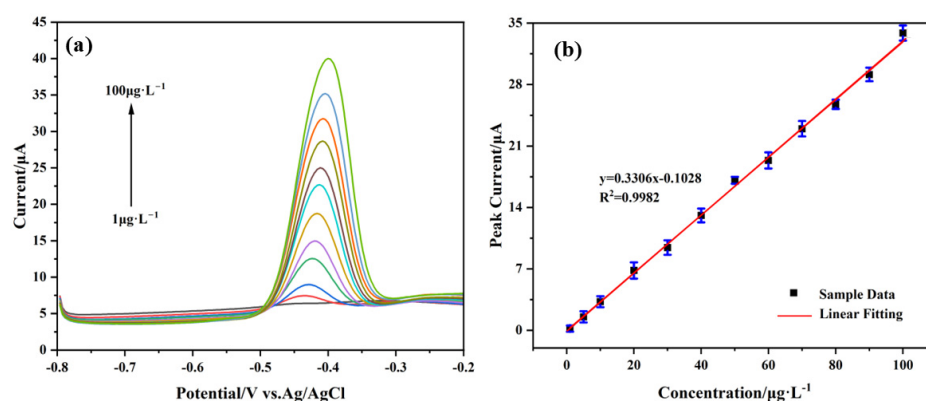 (a)
45
40
35
30
25
20
15
10
5
0
Current/μA
100μg·L⁻¹
1μg·L⁻¹
-0.8 -0.7 -0.6 -0.5 -0.4 -0.3 -0.2
Potential/V vs.Ag/AgCl
(b)
35
28
21
14
7
0
Peak Current/μA
y=0.3306x-0.1028
R²=0.9982
Sample Data
Linear Fitting
0 20 40 60 80 100
Concentration/μg·L⁻¹